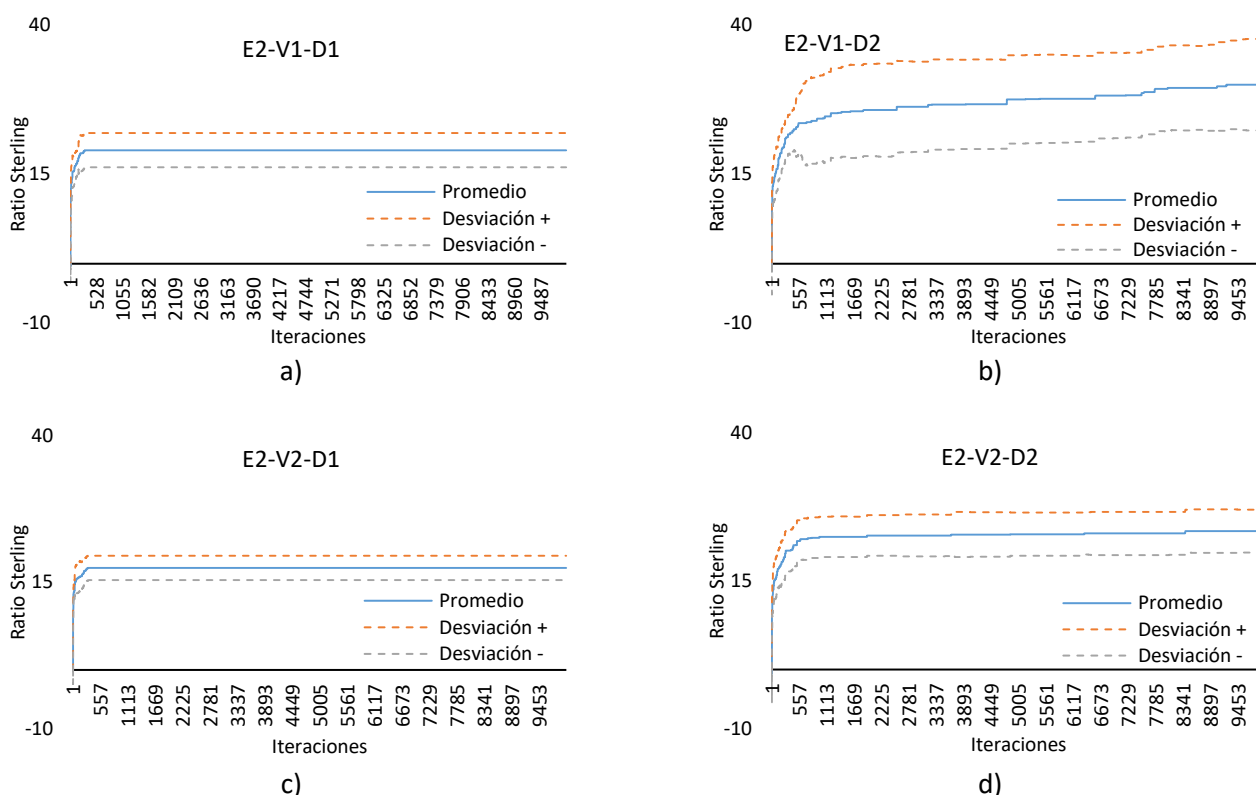 40
E2-V1-D1
Ratio Sterling
15
Promedio
Desviación +
Desviación -
1 528 1055 1582 2109 2636 3163 3690 4217 4744 5271 5798 6325 6852 7379 7906 8433 8960 9487
-10
Iteraciones
a)
40
E2-V1-D2
Ratio Sterling
15
Promedio
Desviación +
Desviación -
1 557 1113 1669 2225 2781 3337 3893 4449 5005 5561 6117 6673 7229 7785 8341 8897 9453
-10
Iteraciones
b)
40
E2-V2-D1
Ratio Sterling
15
Promedio
Desviación +
Desviación -
1 557 1113 1669 2225 2781 3337 3893 4449 5005 5561 6117 6673 7229 7785 8341 8897 9453
-10
Iteraciones
c)
40
E2-V2-D2
Ratio Sterling
15
Promedio
Desviación +
Desviación -
1 557 1113 1669 2225 2781 3337 3893 4449 5005 5561 6117 6673 7229 7785 8341 8897 9453
-10
Iteraciones
d)